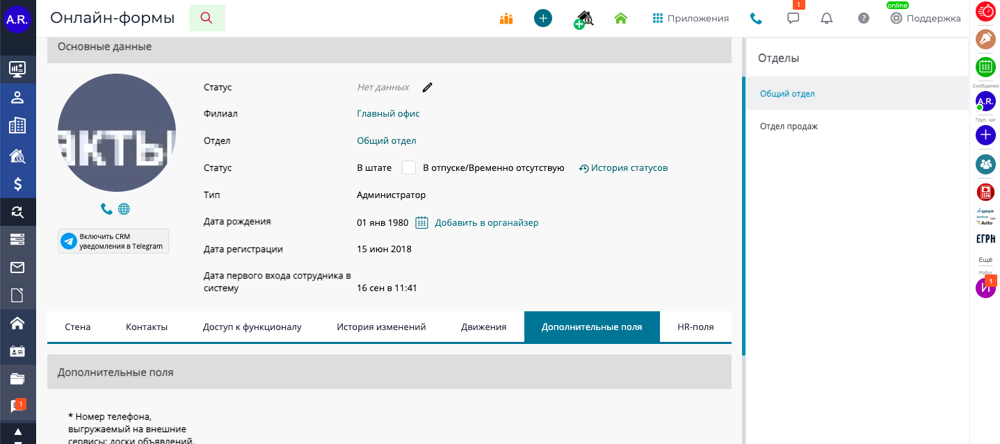 A.R.
Онлайн-формы
Приложения
1
online
Поддержка
Основные данные
акты
Включить CRM
уведомления в Telegram
Статус
Нет данных
Филиал
Главный офис
Отдел
Общий отдел
Статус
В штате
В отпуске/Временно отсутствую
История статусов
Тип
Администратор
Дата рождения
01 янв 1980
Добавить в органайзер
Дата регистрации
15 июн 2018
Дата первого входа сотрудника в
систему
16 сен в 11:41
Стена
Контакты
Доступ к функционалу
История изменений
Движения
Дополнительные поля
HR-поля
Дополнительные поля
* Номер телефона,
выгружаемый на внешние
сервисы: доски объявлений,
1
Отделы
Общий отдел
Отдел продаж
Сообщения
A.R.
Груп. чат
ЦИАН
Avito
ЕГРН
Ещё
Робот
И
1